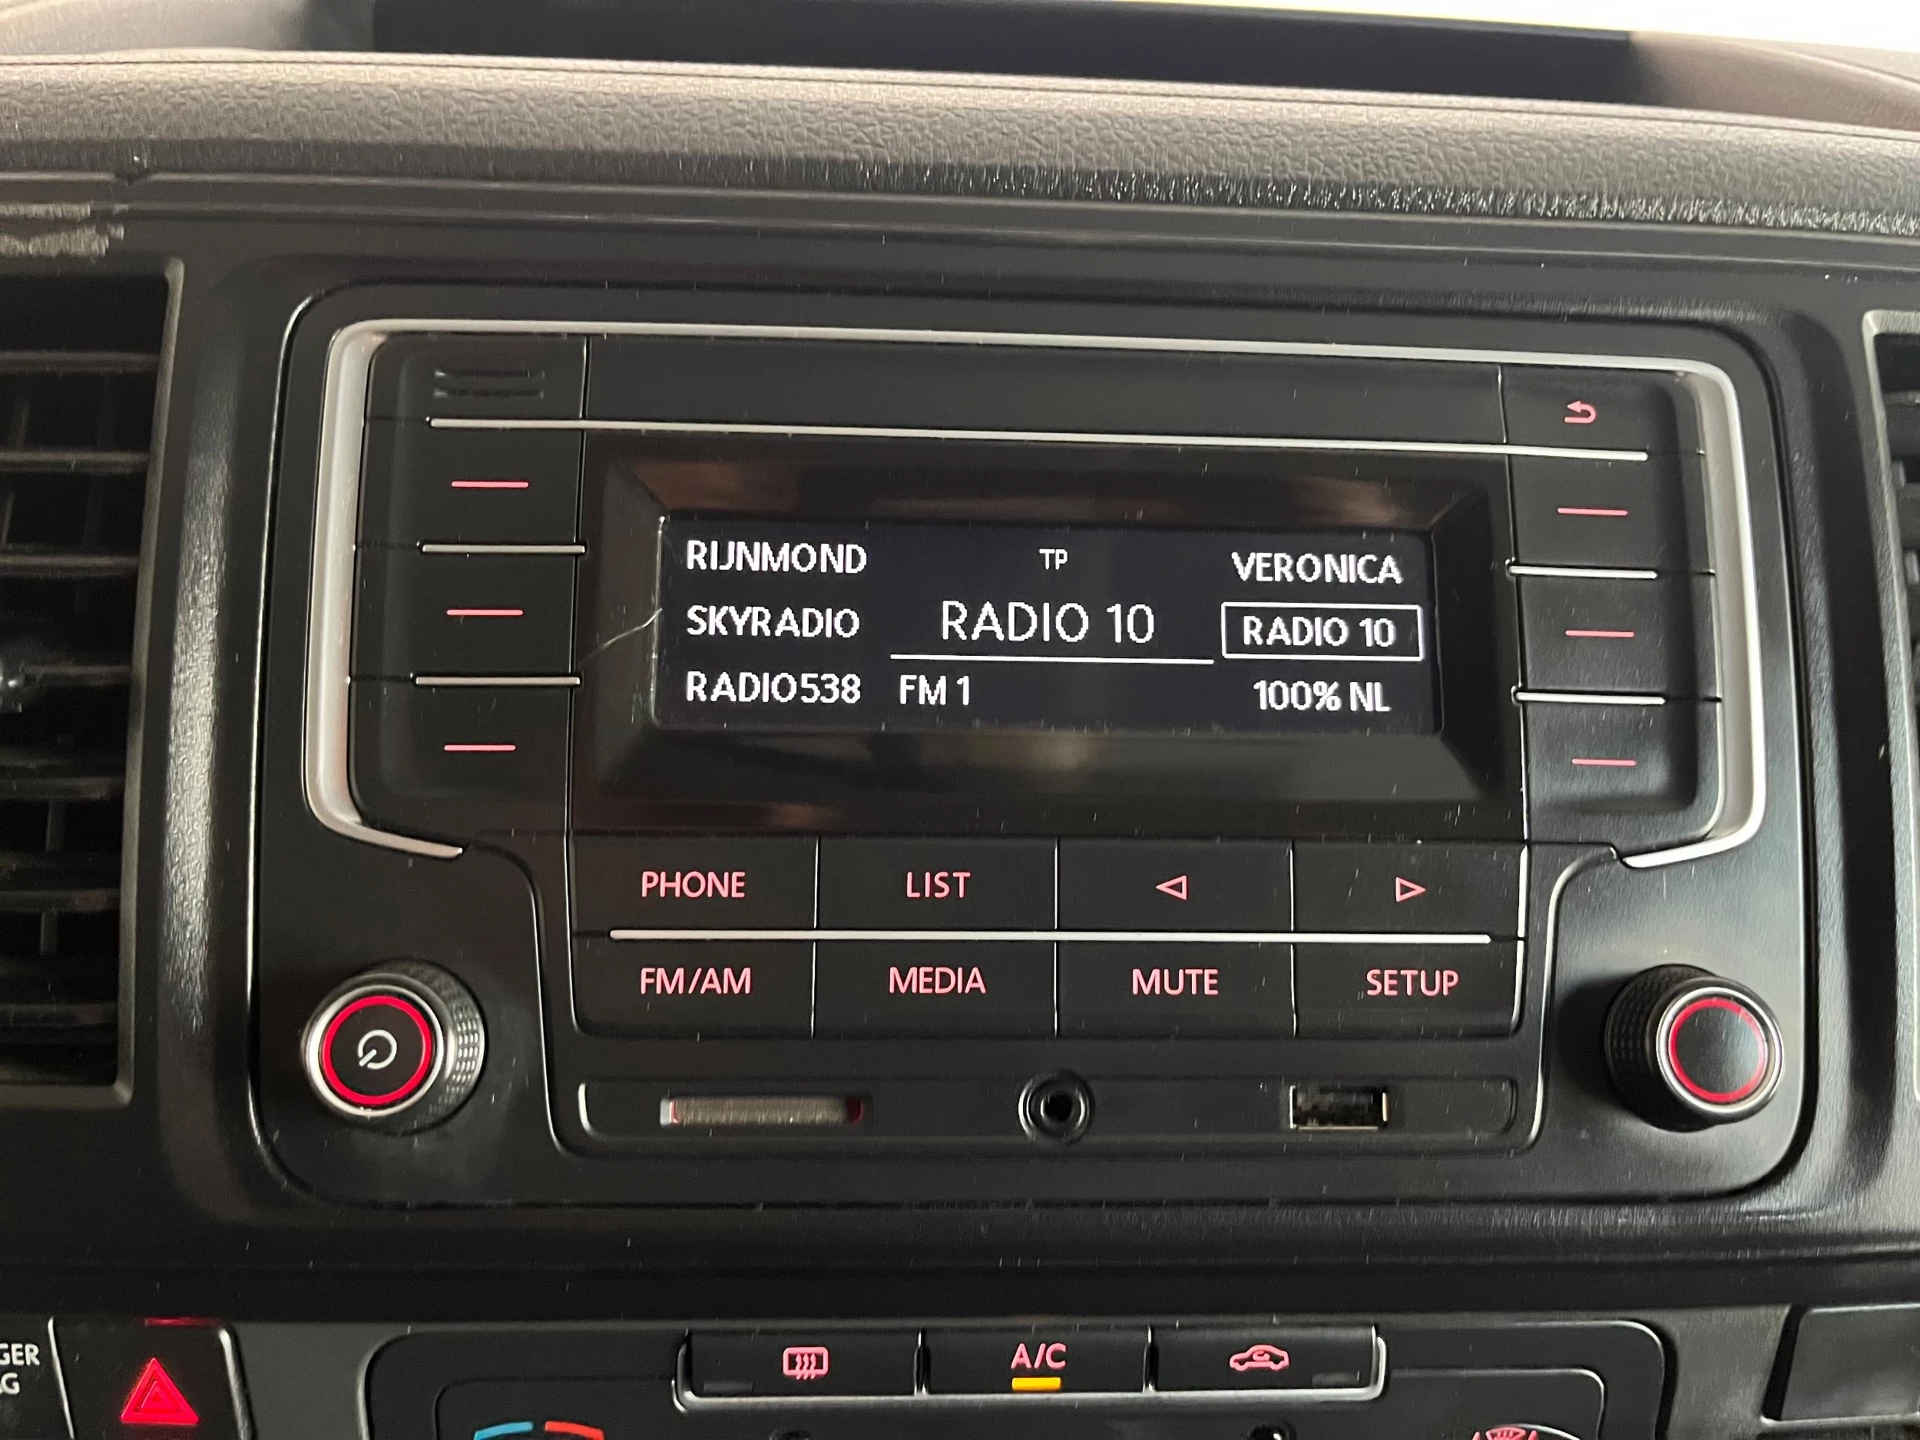 RIJNMOND TP VERONICA
SKYRADIO RADIO 10 RADIO 10
RADIO538 FM 1 100% NL
PHONE LIST
FM/AM MEDIA MUTE SETUP
A/C